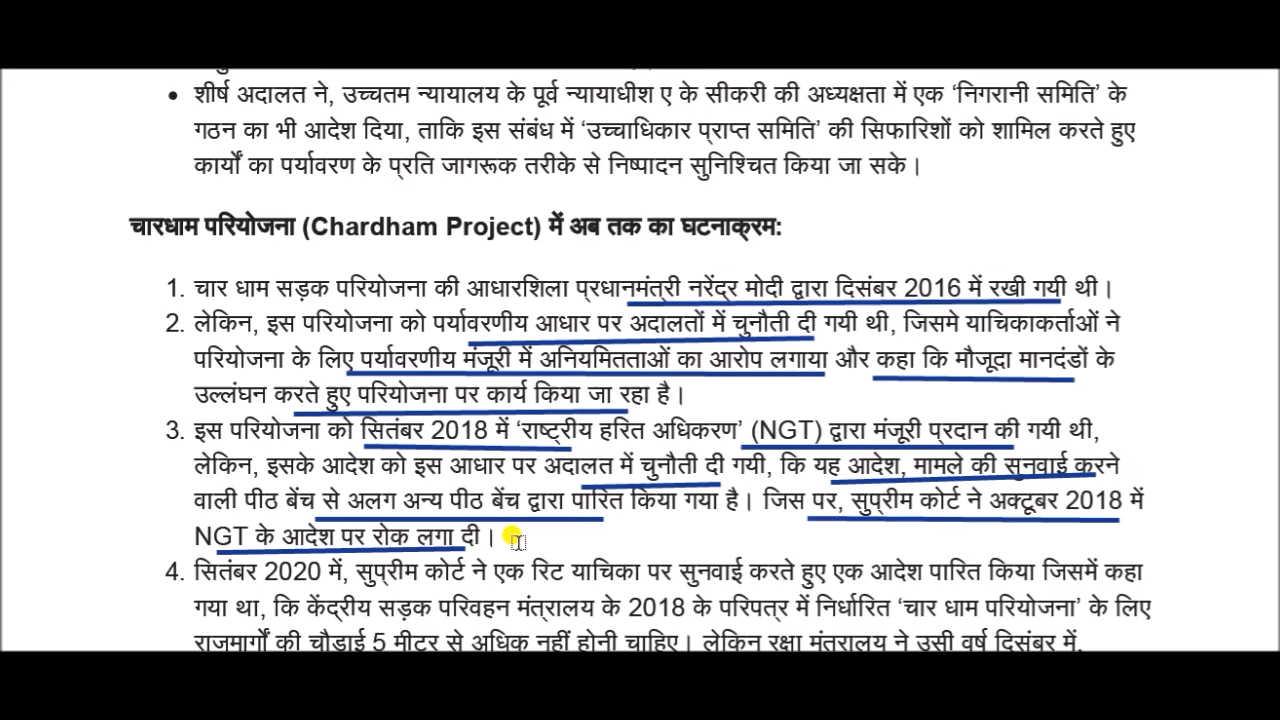 • शीर्ष अदालत ने, उच्चतम न्यायालय के पूर्व न्यायाधीश ए के सीकरी की अध्यक्षता में एक ‘निगरानी समिति’ के
गठन का भी आदेश दिया, ताकि इस संबंध में ‘उच्चाधिकार प्राप्त समिति’ की सिफारिशों को शामिल करते हुए
कार्यों का पर्यावरण के प्रति जागरूक तरीके से निष्पादन सुनिश्चित किया जा सके।
चारधाम परियोजना (Chardham Project) में अब तक का घटनाक्रम:
1. चार धाम सड़क परियोजना की आधारशिला प्रधानमंत्री नरेंद्र मोदी द्वारा दिसंबर 2016 में रखी गयी थी।
2. लेकिन, इस परियोजना को पर्यावरणीय आधार पर अदालतों में चुनौती दी गयी थी, जिसमे याचिकाकर्ताओं ने
परियोजना के लिए पर्यावरणीय मंजूरी में अनियमितताओं का आरोप लगाया और कहा कि मौजूदा मानदंडों के
उल्लंघन करते हुए परियोजना पर कार्य किया जा रहा है।
3. इस परियोजना को सितंबर 2018 में ‘राष्ट्रीय हरित अधिकरण’ (NGT) द्वारा मंजूरी प्रदान की गयी थी,
लेकिन, इसके आदेश को इस आधार पर अदालत में चुनौती दी गयी, कि यह आदेश, मामले की सुनवाई करने
वाली पीठ बेंच से अलग अन्य पीठ बेंच द्वारा पारित किया गया है। जिस पर, सुप्रीम कोर्ट ने अक्टूबर 2018 में
NGT के आदेश पर रोक लगा दी।
4. सितंबर 2020 में, सुप्रीम कोर्ट ने एक रिट याचिका पर सुनवाई करते हुए एक आदेश पारित किया जिसमें कहा
गया था, कि केंद्रीय सड़क परिवहन मंत्रालय के 2018 के परिपत्र में निर्धारित ‘चार धाम परियोजना’ के लिए
राजमार्गों की चौड़ाई 5 मीटर से अधिक नहीं होनी चाहिए। लेकिन रक्षा मंत्रालय ने उसी वर्ष दिसंबर में,